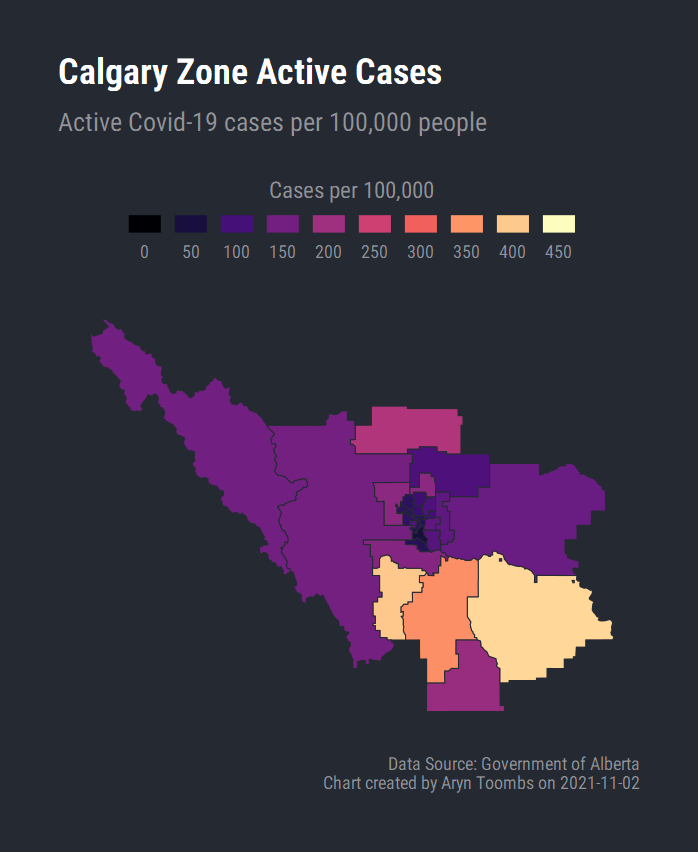 Calgary Zone Active Cases
Active Covid-19 cases per 100,000 people
Cases per 100,000
0 50 100 150 200 250 300 350 400 450
Data Source: Government of Alberta
Chart created by Aryn Toombs on 2021-11-02